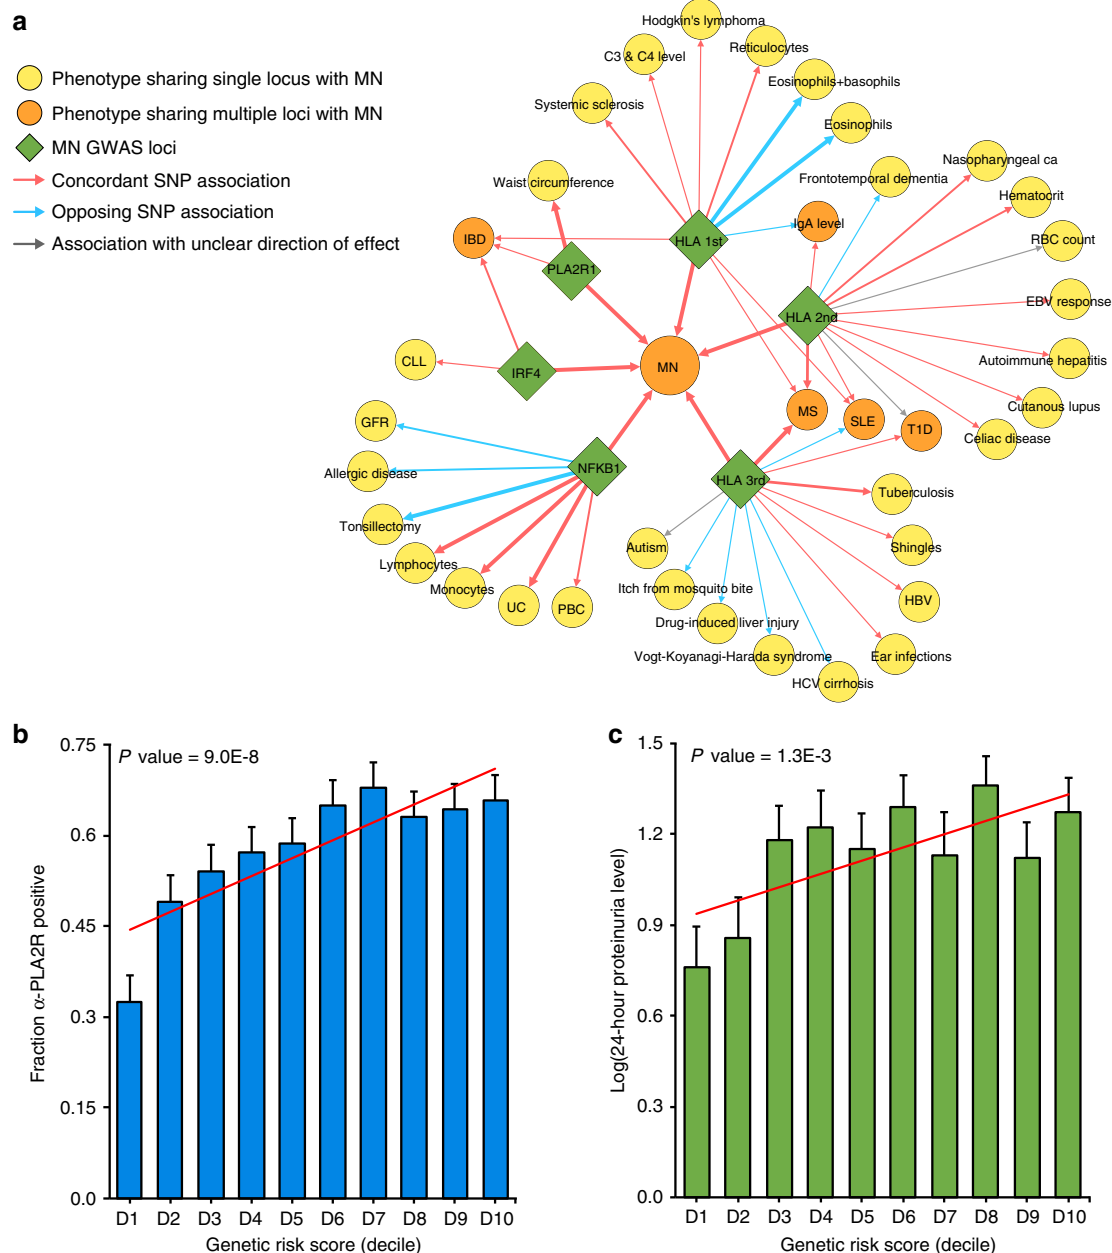 a
Phenotype sharing single locus with MN
Phenotype sharing multiple loci with MN
MN GWAS loci
Concordant SNP association
Opposing SNP association
Association with unclear direction of effect
Hodgkin's lymphoma
C3 & C4 level
Reticulocytes
Systemic sclerosis
Eosinophils+basophils
Eosinophils
Waist circumference
Frontotemporal dementia
Nasopharyngeal ca
Hematocrit
IBD
PLA2R1
HLA 1st
IgA level
RBC count
HLA 2nd
EBV response
CLL
IRF4
MN
Autoimmune hepatitis
GFR
MS
SLE
T1D
Cutanous lupus
Celiac disease
Allergic disease
NFKB1
HLA 3rd
Tuberculosis
Tonsillectomy
Lymphocytes
Monocytes
UC
PBC
Autism
Shingles
Itch from mosquito bite
HBV
Drug-induced liver injury
Vogt-Koyanagi-Harada syndrome
Ear infections
HCV cirrhosis
b
P value = 9.0E-8
Fraction α-PLA2R positive
0.75
0.6
0.45
0.3
0.15
0.0
D1 D2 D3 D4 D5 D6 D7 D8 D9 D10
Genetic risk score (decile)
c
P value = 1.3E-3
Log(24-hour proteinuria level)
1.5
1.2
0.9
0.6
0.3
0.0
D1 D2 D3 D4 D5 D6 D7 D8 D9 D10
Genetic risk score (decile)